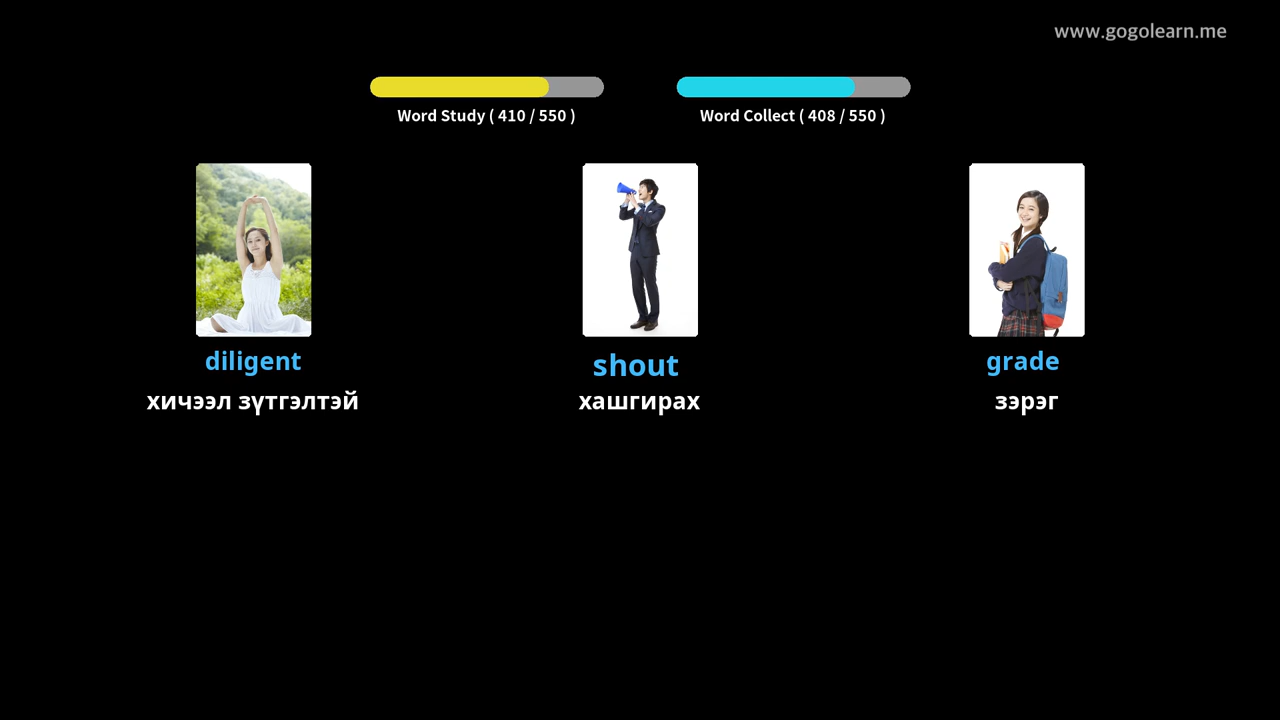 www.gogolearn.me
Word Study ( 410 / 550 )
Word Collect ( 408 / 550 )
diligent
хичээл зүтгэлтэй
shout
хашгирах
grade
зэрэг